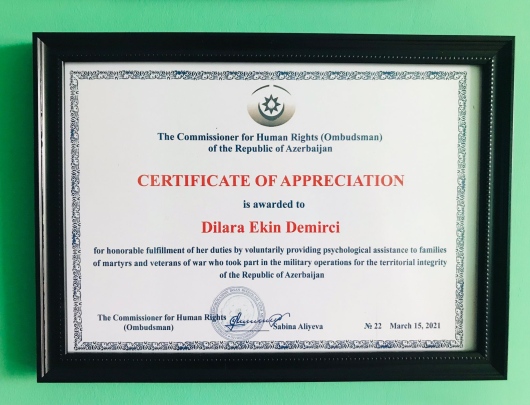 The Commissioner for Human Rights (Ombudsman)
of the Republic of Azerbaijan
CERTIFICATE OF APPRECIATION
is awarded to
Dilara Ekin Demirci
for honorable fulfillment of her duties by voluntarily providing psychological assistance to families
of martyrs and veterans of war who took part in the military operations for the territorial integrity
of the Republic of Azerbaijan
The Commissioner for Human Rights
(Ombudsman)
Sabina Aliyeva
№ 22 March 15, 2021